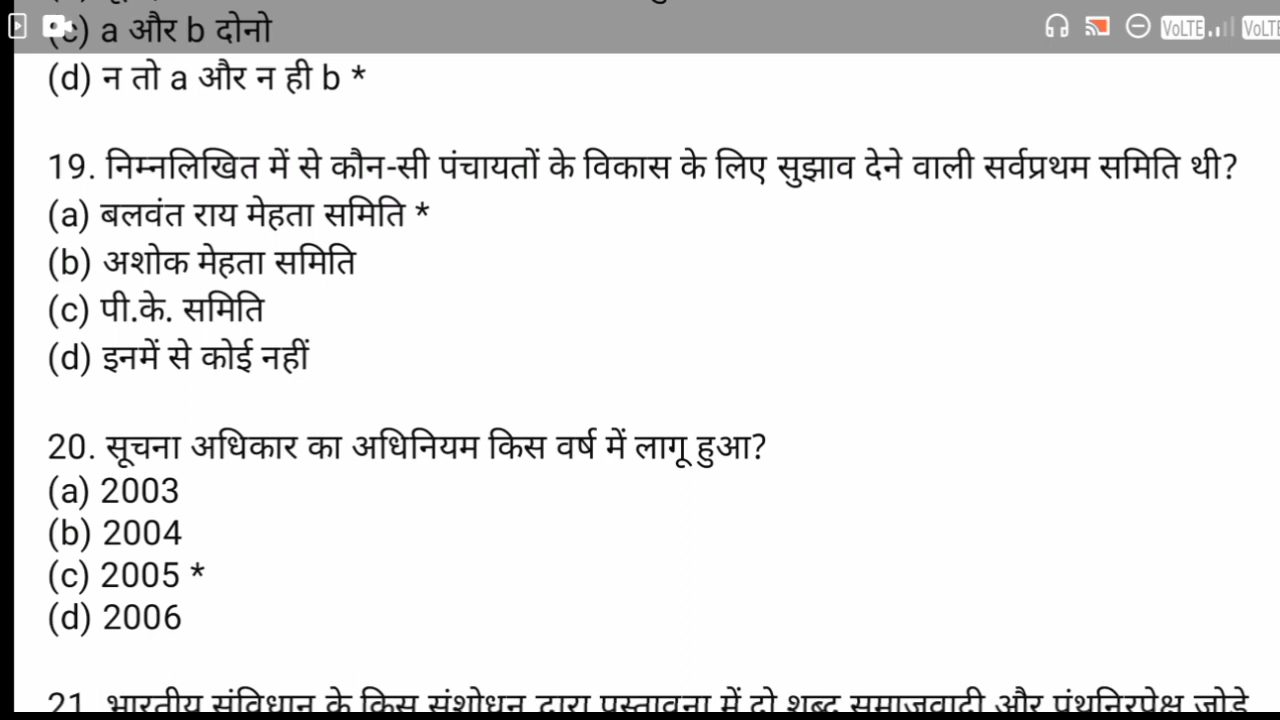 (c) a और b दोनो
VoLTE
(d) न तो a और न ही b *
19. निम्नलिखित में से कौन-सी पंचायतों के विकास के लिए सुझाव देने वाली सर्वप्रथम समिति थी?
(a) बलवंत राय मेहता समिति *
(b) अशोक मेहता समिति
(c) पी.के. समिति
(d) इनमें से कोई नहीं
20. सूचना अधिकार का अधिनियम किस वर्ष में लागू हुआ?
(a) 2003
(b) 2004
(c) 2005 *
(d) 2006
21. भारतीय संविधान के किस संशोधन द्वारा प्रस्तावना में दो शब्द समाजवादी और पंथनिरपेक्ष जोड़े